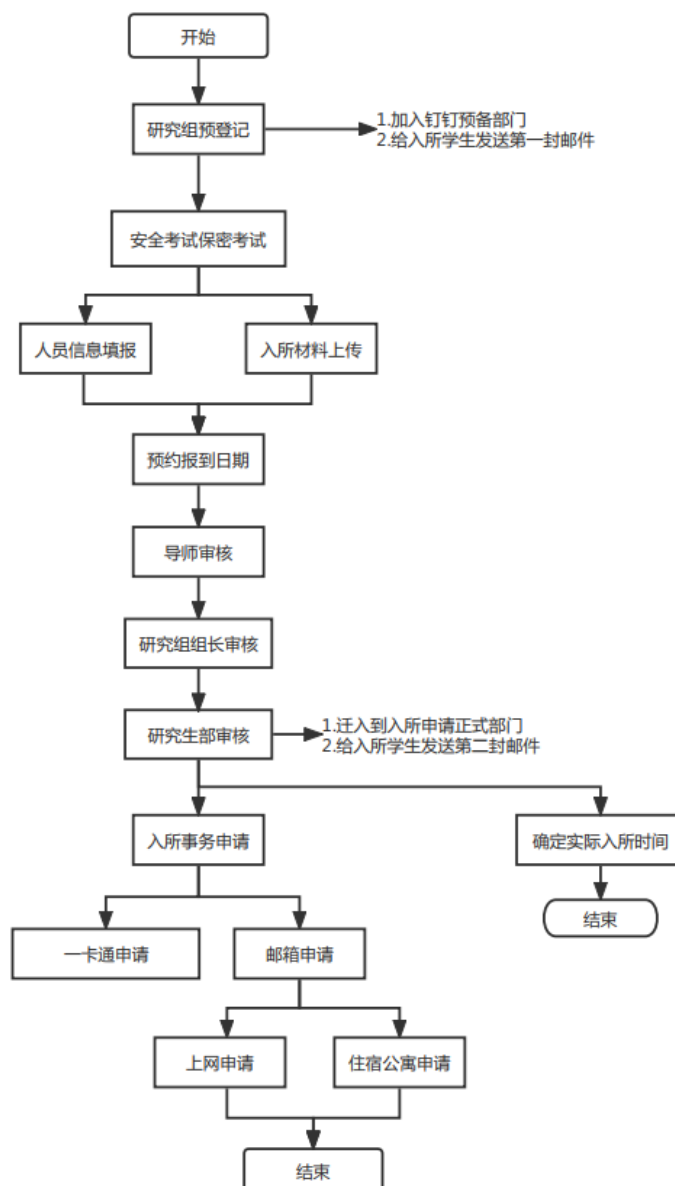 开始
研究组预登记
1.加入钉钉预备部门
2.给入所学生发送第一封邮件
安全考试保密考试
人员信息填报
入所材料上传
预约报到日期
导师审核
研究组组长审核
研究生部审核
1.迁入到入所申请正式部门
2.给入所学生发送第二封邮件
入所事务申请
确定实际入所时间
一卡通申请
邮箱申请
结束
上网申请
住宿公寓申请
结束